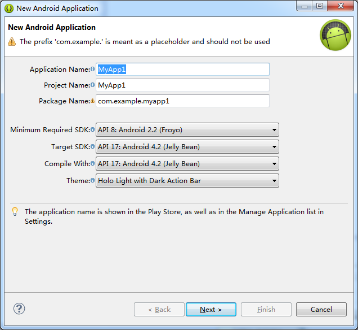 New Android Application
New Android Application
The prefix 'com.example.' is meant as a placeholder and should not be used
Application Name: MyApp1
Project Name: MyApp1
Package Name: com.example.myapp1
Minimum Required SDK: API 8: Android 2.2 (Froyo)
Target SDK: API 17: Android 4.2 (Jelly Bean)
Compile With: API 17: Android 4.2 (Jelly Bean)
Theme: Holo Light with Dark Action Bar
The application name is shown in the Play Store, as well as in the Manage Application list in
Settings.
? < Back Next > Finish Cancel